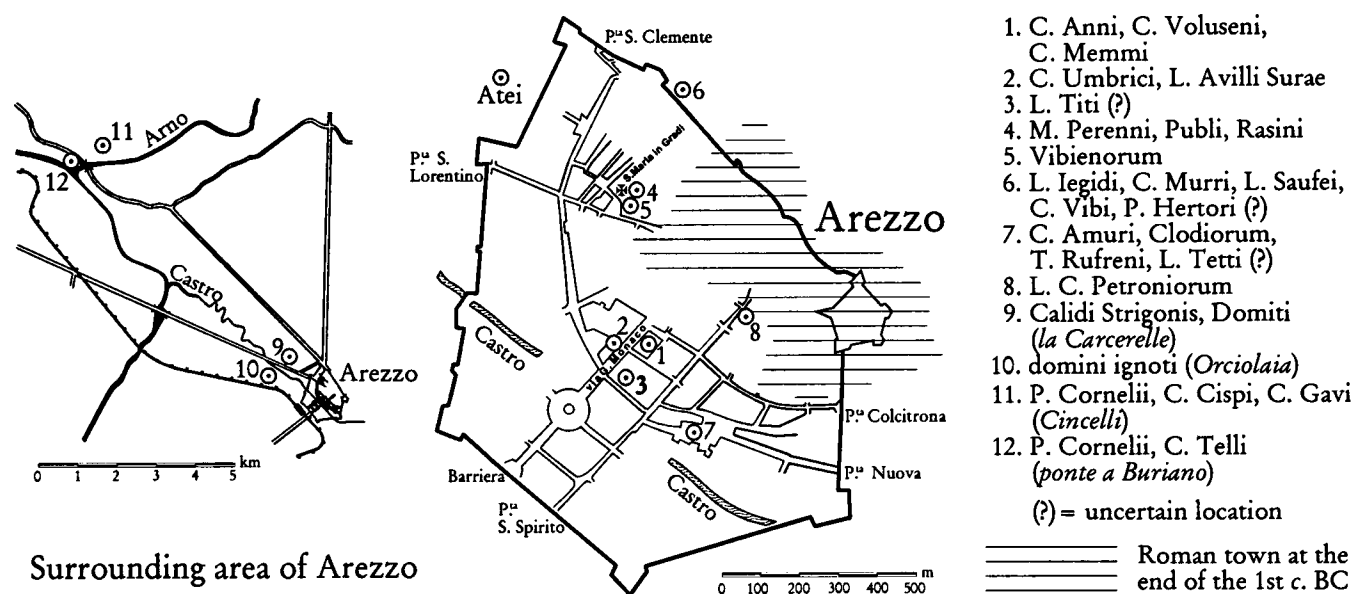 11
Arno
12
Castro
9
10
Arezzo
km
0 1 2 3 4 5
Surrounding area of Arezzo
P.ta S. Clemente
Atei
6
P.ta S.
Lorentino
S. Maria in Gradi
4
5
Arezzo
Castro
2
via G. Monaco
1
8
3
7
P.ta Colcitrona
Barriera
P.ta Nuova
Castro
P.ta
S. Spirito
m
0 100 200 300 400 500
1. C. Anni, C. Voluseni,
C. Memmi
2. C. Umbrici, L. Avilli Surae
3. L. Titi (?)
4. M. Perenni, Publi, Rasini
5. Vibienorum
6. L. Iegidi, C. Murri, L. Saufei,
C. Vibi, P. Hertori (?)
7. C. Amuri, Clodiorum,
T. Rufreni, L. Tetti (?)
8. L. C. Petroniorum
9. Calidi Strigonis, Domiti
(la Carcerelle)
10. domini ignoti (Orciolaia)
11. P. Cornelii, C. Cispi, C. Gavi
(Cincelli)
12. P. Cornelii, C. Telli
(ponte a Buriano)
(?) = uncertain location
Roman town at the
end of the 1st c. BC